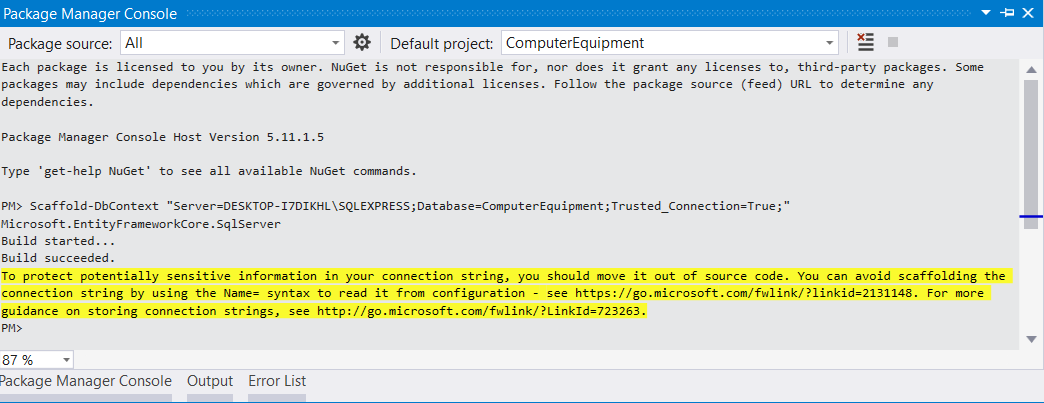 Package Manager Console
Package source: All Default project: ComputerEquipment
Each package is licensed to you by its owner. NuGet is not responsible for, nor does it grant any licenses to, third-party packages. Some
packages may include dependencies which are governed by additional licenses. Follow the package source (feed) URL to determine any
dependencies.
Package Manager Console Host Version 5.11.1.5
Type 'get-help NuGet' to see all available NuGet commands.
PM> Scaffold-DbContext "Server=DESKTOP-I7DIKHL\SQLEXPRESS;Database=ComputerEquipment;Trusted_Connection=True;"
Microsoft.EntityFrameworkCore.SqlServer
Build started...
Build succeeded.
To protect potentially sensitive information in your connection string, you should move it out of source code. You can avoid scaffolding the
connection string by using the Name= syntax to read it from configuration - see https://go.microsoft.com/fwlink/?linkid=2131148. For more
guidance on storing connection strings, see http://go.microsoft.com/fwlink/?LinkId=723263.
PM>
87 %
Package Manager Console Output Error List